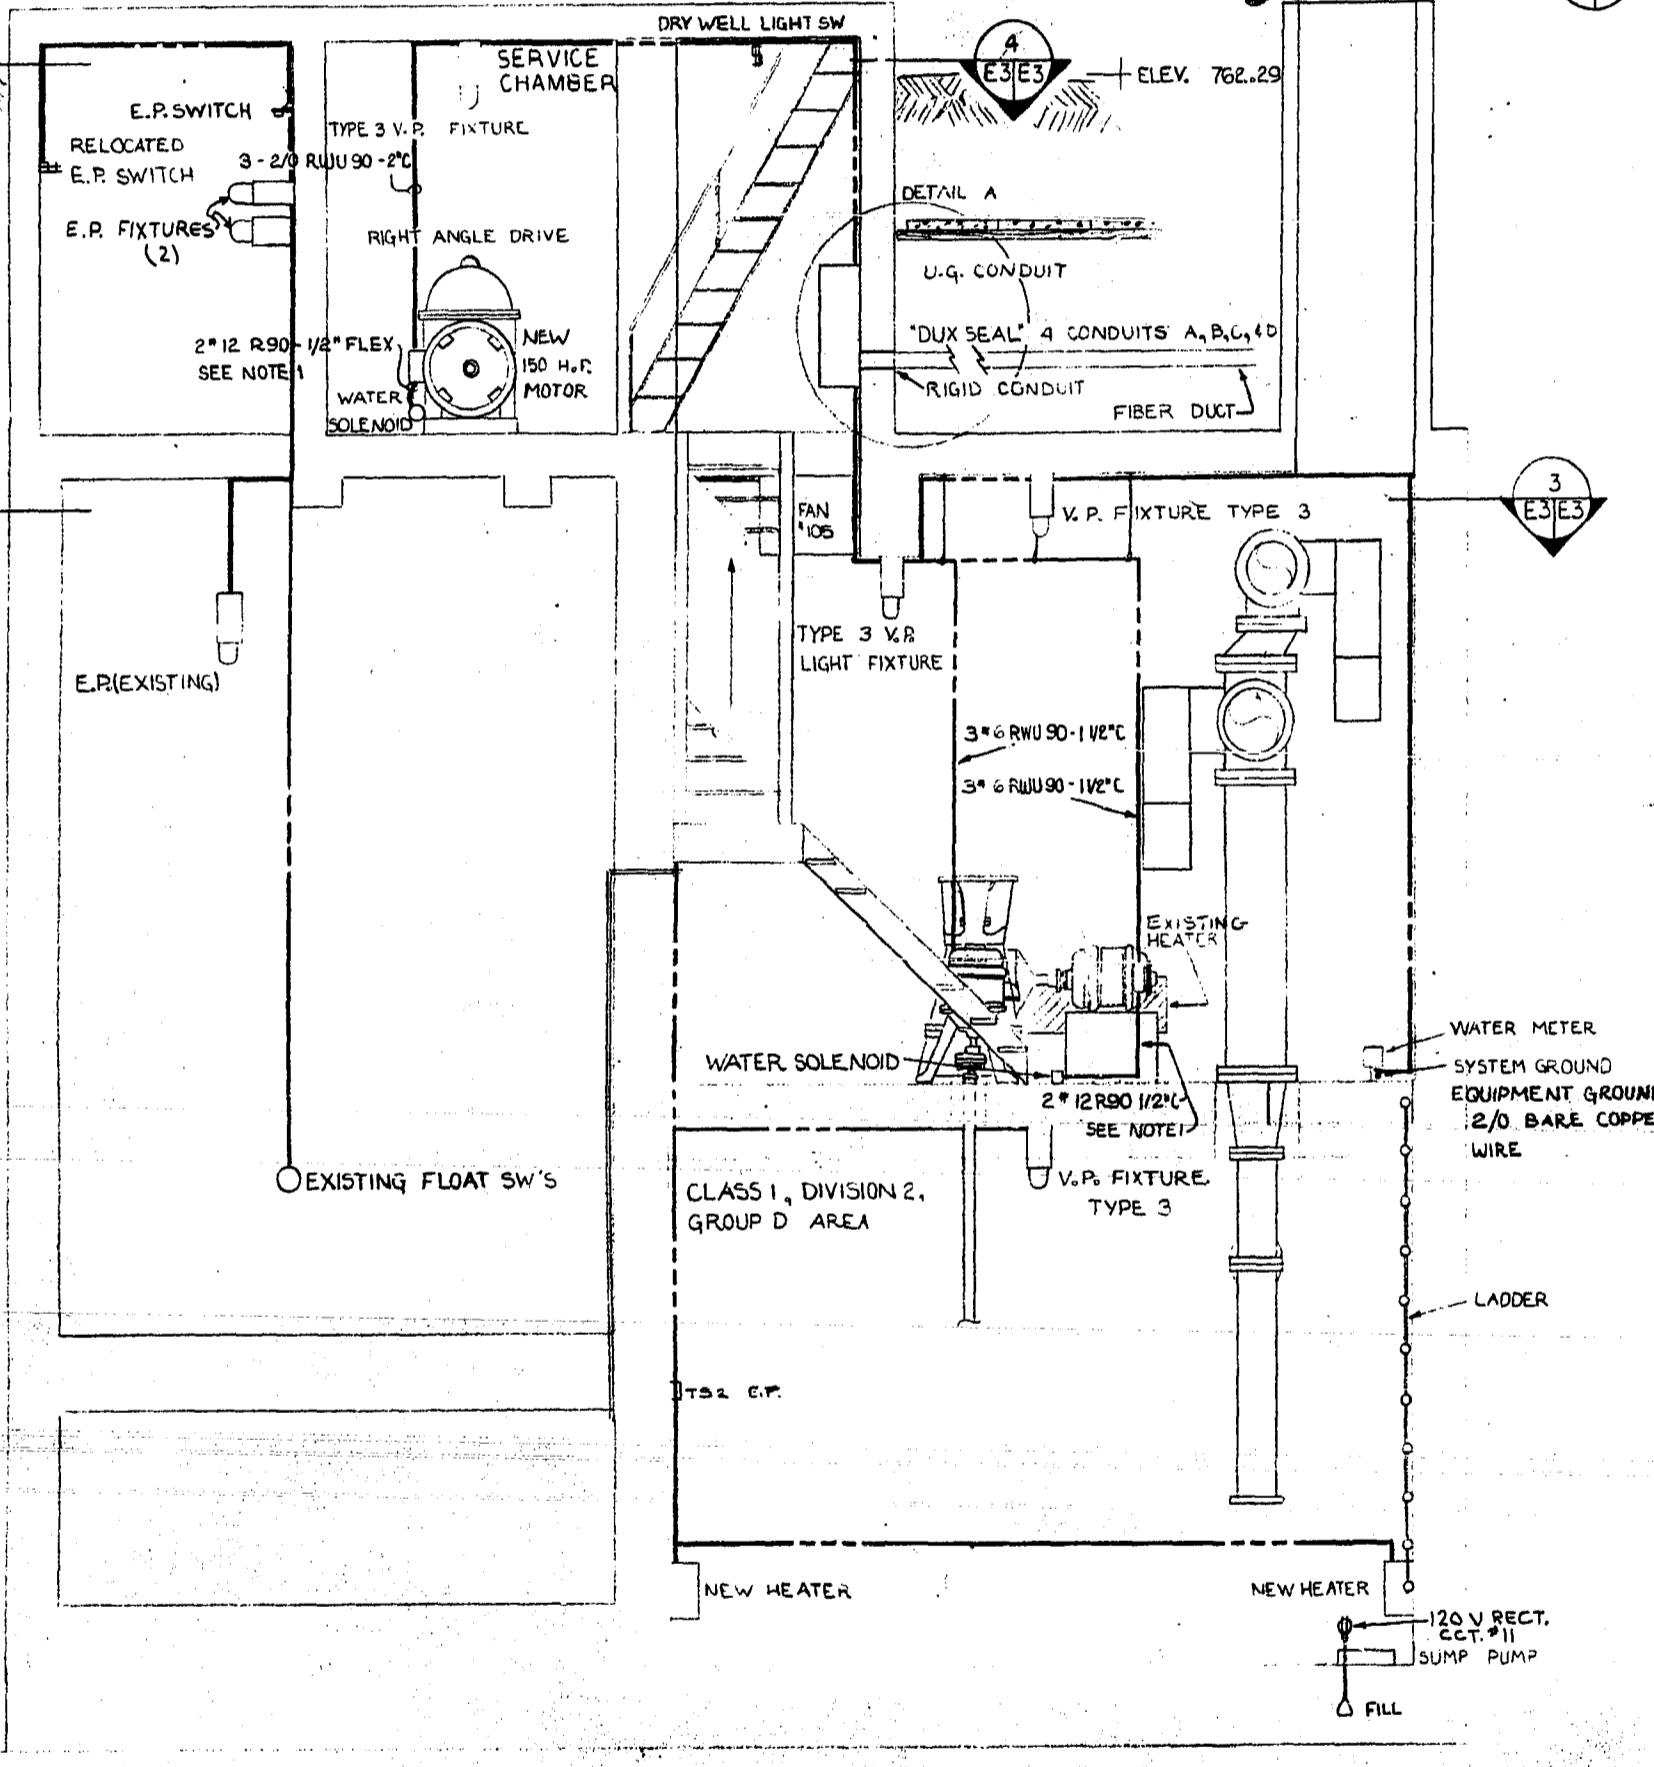 DRY WELL LIGHT SW
SERVICE
CHAMBER
4
E3 E3
ELEV. 762.29
E.P. SWITCH
TYPE 3 V.P. FIXTURE
RELOCATED
E.P. SWITCH
3 - 2/0 RWU 90 - 2"C
E.P. FIXTURES
(2)
RIGHT ANGLE DRIVE
DETAIL A
U.G. CONDUIT
2 # 12 R90 - 1/2" FLEX
SEE NOTE 1
NEW
150 H.P.
MOTOR
WATER
SOLENOID
"DUX SEAL" 4 CONDUITS A, B, C, & D
RIGID CONDUIT
FIBER DUCT
FAN
#105
V.P. FIXTURE TYPE 3
3
E3 E3
TYPE 3 V.P.
LIGHT FIXTURE
E.P.(EXISTING)
3 # 6 RWU 90 - 1 1/2"C
3 # 6 RWU 90 - 1 1/2"C
EXISTING
HEATER
WATER SOLENOID
2 # 12 R90 1/2"C
SEE NOTE 1
WATER METER
SYSTEM GROUND
EQUIPMENT GROUN
2/0 BARE COPPE
WIRE
EXISTING FLOAT SW'S
CLASS 1, DIVISION 2,
GROUP D AREA
V.P. FIXTURE
TYPE 3
LADDER
TS2 E.P.
NEW HEATER
NEW HEATER
120 V RECT.
CCT. #11
SUMP PUMP
FILL